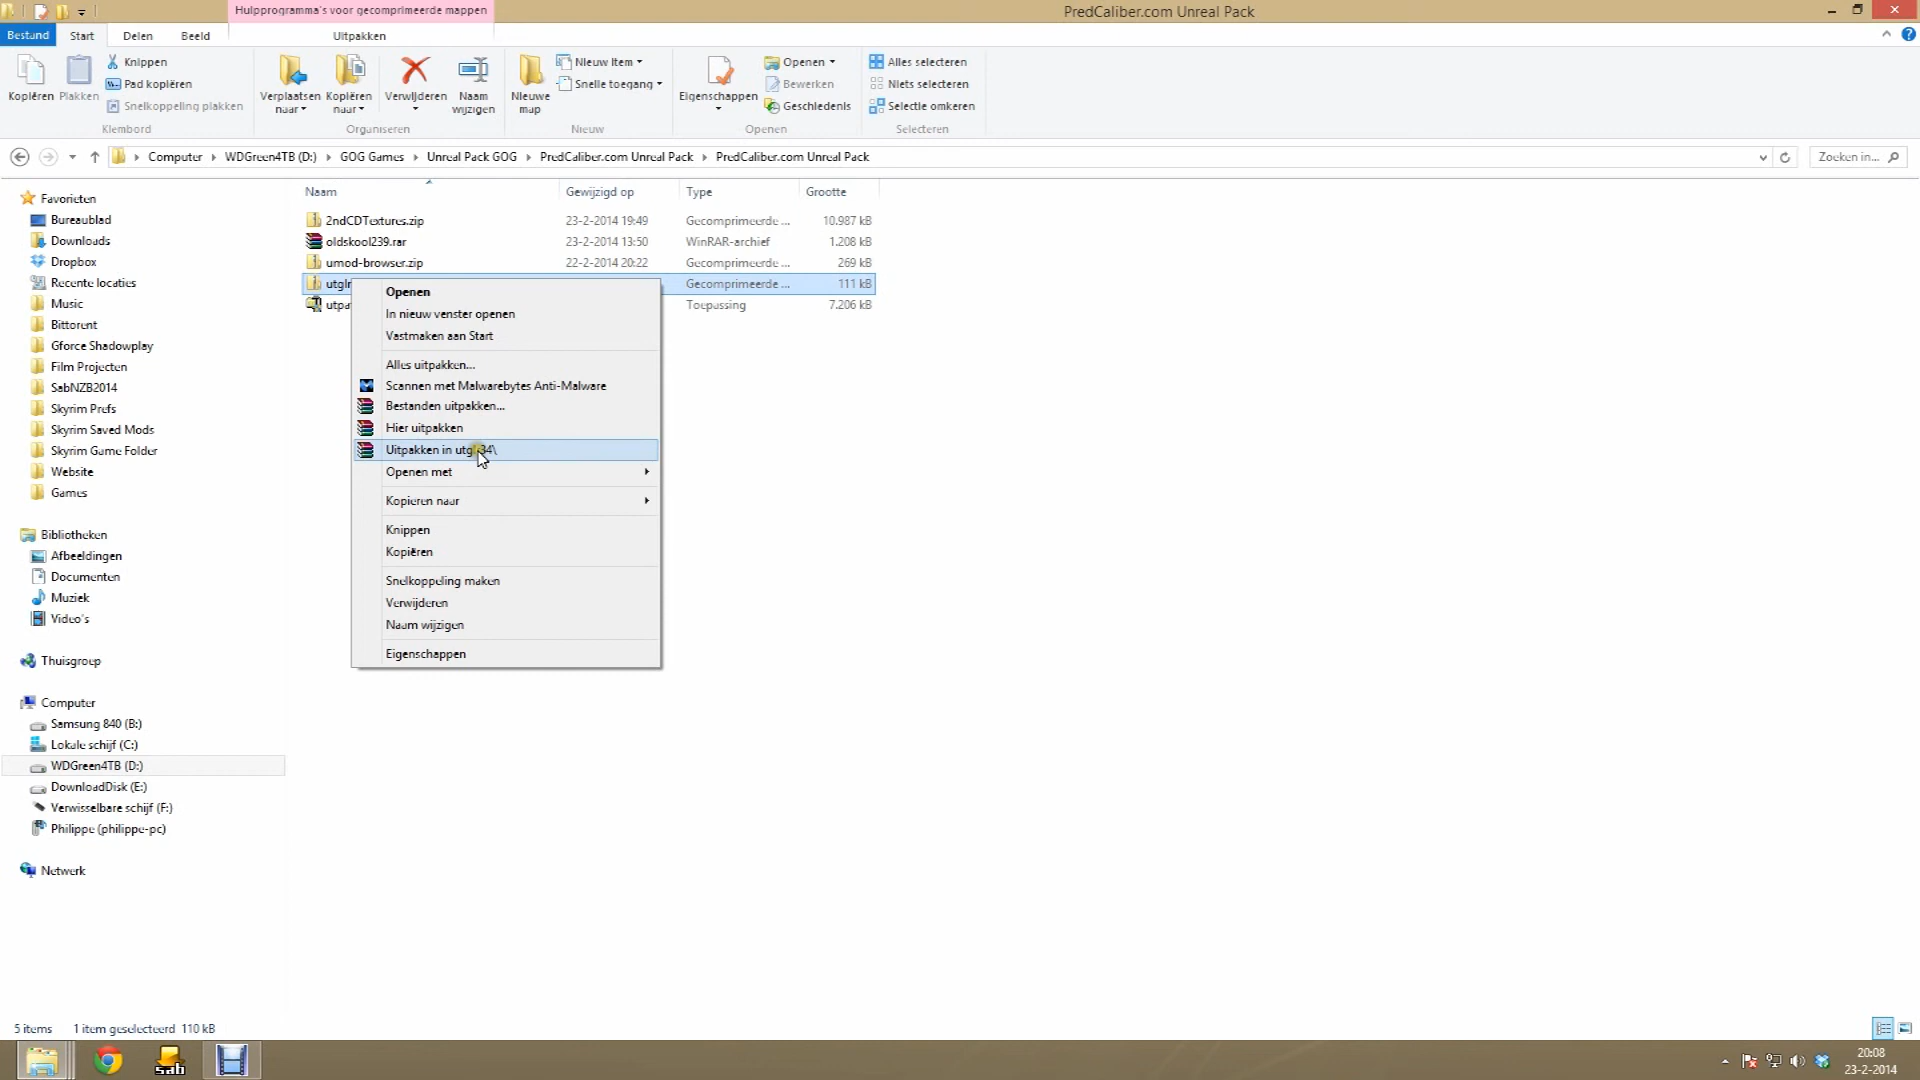 Hulpprogramma's voor gecomprimeerde mappen
PredCaliber.com Unreal Pack
Bestand Start Delen Beeld Uitpakken
Kopiëren
Plakken
Knippen
Pad kopiëren
Snelkoppeling plakken
Klembord
Verplaatsen naar
Kopiëren naar
Verwijderen
Naam wijzigen
Organiseren
Nieuwe map
Nieuw item
Snelle toegang
Nieuw
Eigenschappen
Openen
Bewerken
Geschiedenis
Openen
Alles selecteren
Niets selecteren
Selectie omkeren
Selecteren
Computer WDGreen4TB (D:) GOG Games Unreal Pack GOG PredCaliber.com Unreal Pack PredCaliber.com Unreal Pack
Zoeken in...
Favorieten
Bureaublad
Downloads
Dropbox
Recente locaties
Music
Bittorent
Gforce Shadowplay
Film Projecten
SabNZB2014
Skyrim Prefs
Skyrim Saved Mods
Skyrim Game Folder
Website
Games
Bibliotheken
Afbeeldingen
Documenten
Muziek
Video's
Thuisgroep
Computer
Samsung 840 (B:)
Lokale schijf (C:)
WDGreen4TB (D:)
DownloadDisk (E:)
Verwisselbare schijf (F:)
Philippe (philippe-pc)
Netwerk
Naam Gewijzigd op Type Grootte
2ndCDTextures.zip 23-2-2014 19:49 Gecomprimeerde ... 10.987 kB
oldskool239.rar 23-2-2014 13:50 WinRAR-archief 1.208 kB
umod-browser.zip 22-2-2014 20:22 Gecomprimeerde ... 269 kB
Gecomprimeerde ... 111 kB
Toepassing 7.206 kB
Openen
In nieuw venster openen
Vastmaken aan Start
Alles uitpakken...
Scannen met Malwarebytes Anti-Malware
Bestanden uitpakken...
Hier uitpakken
Uitpakken in
Openen met
Kopieren naar
Knippen
Kopiëren
Snelkoppeling maken
Verwijderen
Naam wijzigen
Eigenschappen
5 items 1 item geselecteerd 110 kB
sab
20:08
23-2-2014